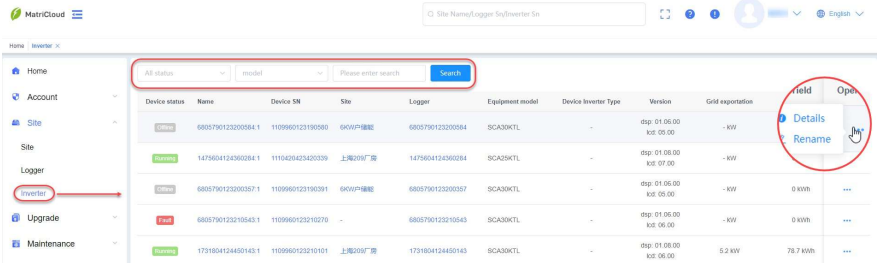 MatriCloud
Site Name/Logger Sn/Inverter Sn
English
Home Inverter ×
Home
Account
Site
Site
Logger
Inverter
Upgrade
Maintenance
All status model Please enter search Search
Device status Name Device SN Site Logger Equipment model Device Inverter Type Version Grid exportation Yield Oper
Offline 6805790123200584:1 1109960123190580 6KW户储能 6805790123200584 SCA30KTL - dsp: 01.06.00 - kW
lcd: 05.00
Details
Rename
Running 1475604124360284:1 1110420423420339 上海209厂房 1475604124360284 SCA25KTL - dsp: 01.08.00 - kW
lcd: 07.00
Offline 6805790123200357:1 1109960123190391 6KW户储能 6805790123200357 SCA30KTL - dsp: 01.06.00 - kW 0 kWh ...
lcd: 05.00
Fault 6805790123210543:1 1109960123210270 - 6805790123210543 SCA30KTL - dsp: 01.06.00 - kW 0 kWh ...
lcd: 06.00
Running 1731804124450143:1 1109960123210101 上海209厂房 1731804124450143 SCA30KTL - dsp: 01.08.00 5.2 kW 78.7 kWh ...
lcd: 06.00